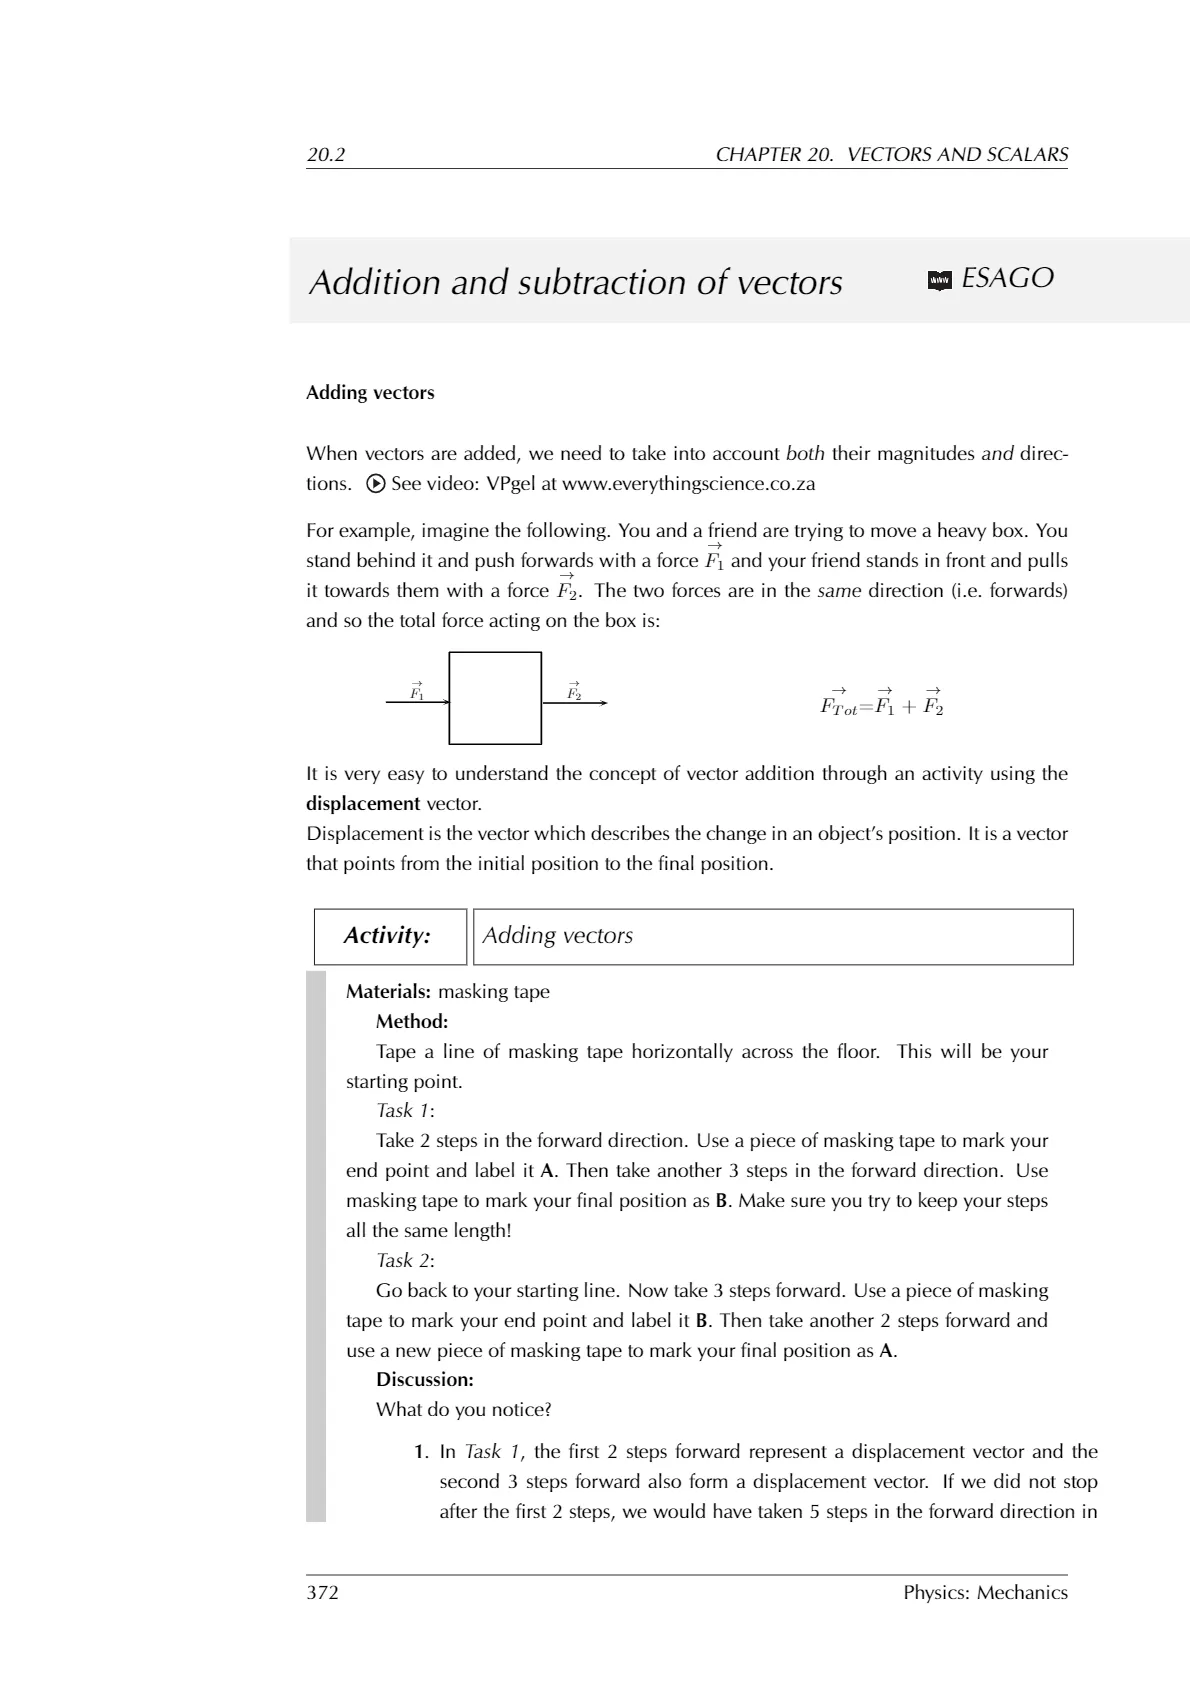 20.2 CHAPTER 20. VECTORS AND SCALARS
Addition and subtraction of vectors www ESAGO
Adding vectors
When vectors are added, we need to take into account both their magnitudes and direc-
tions. See video: VPgel at www.everythingscience.co.za
For example, imagine the following. You and a friend are trying to move a heavy box. You
stand behind it and push forwards with a force F₁→ and your friend stands in front and pulls
it towards them with a force F₂→. The two forces are in the same direction (i.e. forwards)
and so the total force acting on the box is:
F₁→ F₂→ F_Tot→=F₁→ + F₂→
It is very easy to understand the concept of vector addition through an activity using the
displacement vector.
Displacement is the vector which describes the change in an object’s position. It is a vector
that points from the initial position to the final position.
Activity: Adding vectors
Materials: masking tape
Method:
Tape a line of masking tape horizontally across the floor. This will be your
starting point.
Task 1:
Take 2 steps in the forward direction. Use a piece of masking tape to mark your
end point and label it A. Then take another 3 steps in the forward direction. Use
masking tape to mark your final position as B. Make sure you try to keep your steps
all the same length!
Task 2:
Go back to your starting line. Now take 3 steps forward. Use a piece of masking
tape to mark your end point and label it B. Then take another 2 steps forward and
use a new piece of masking tape to mark your final position as A.
Discussion:
What do you notice?
1. In Task 1, the first 2 steps forward represent a displacement vector and the
second 3 steps forward also form a displacement vector. If we did not stop
after the first 2 steps, we would have taken 5 steps in the forward direction in
372 Physics: Mechanics